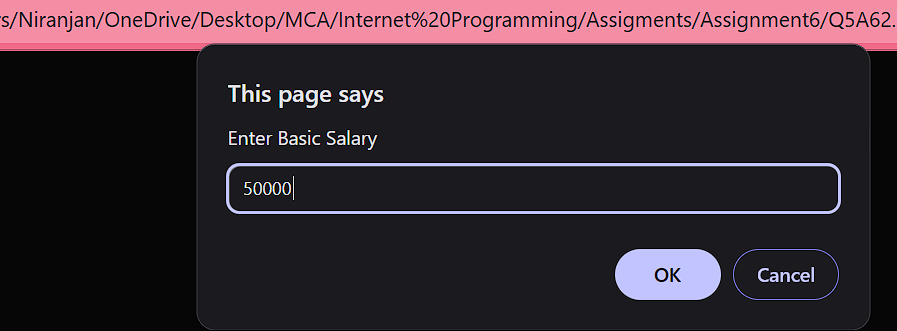 s/Niranjan/OneDrive/Desktop/MCA/Internet%20Programming/Assigments/Assignment6/Q5A62.
This page says
Enter Basic Salary
50000
OK Cancel